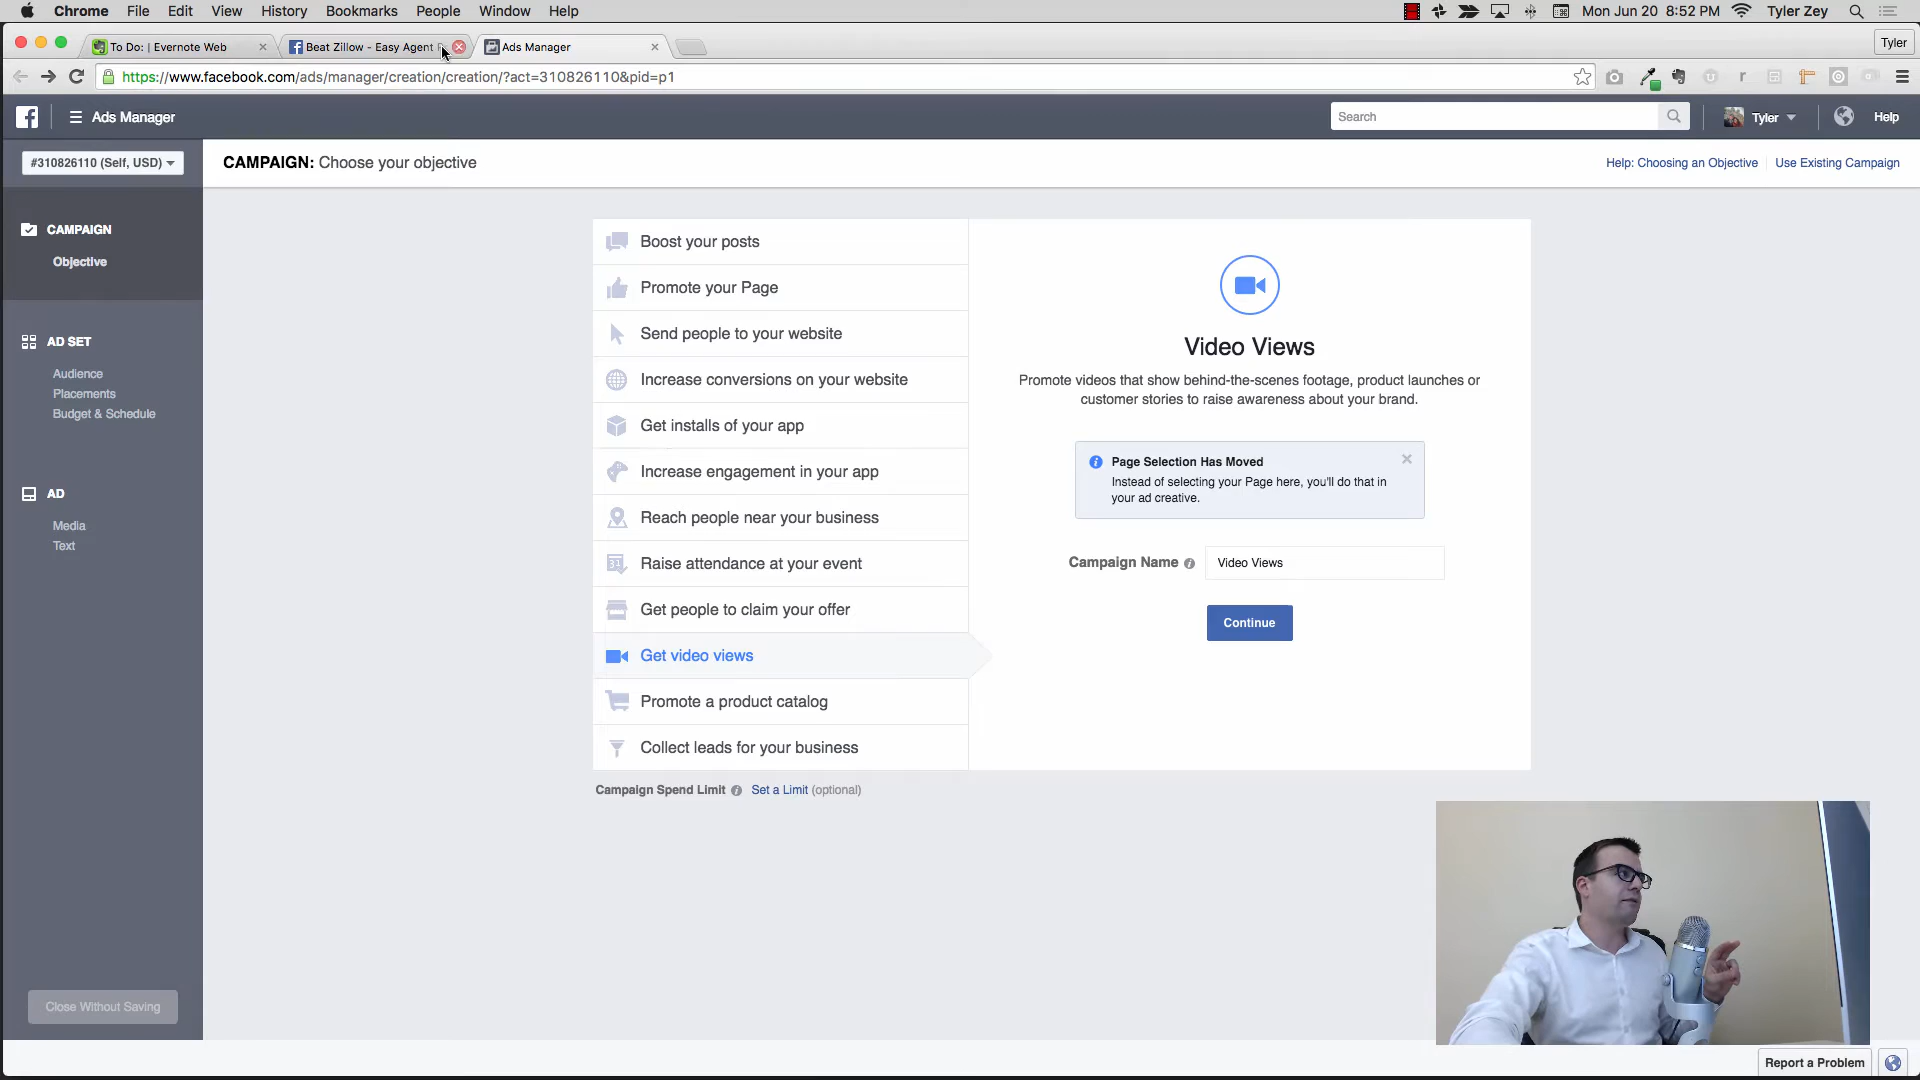 Chrome File Edit View History Bookmarks People Window Help Mon Jun 20 8:52 PM Tyler Zey
To Do: | Evernote Web Beat Zillow - Easy Agent Ads Manager Tyler
https://www.facebook.com/ads/manager/creation/creation/?act=310826110&pid=p1
Ads Manager Search Tyler Help
#310826110 (Self, USD) CAMPAIGN: Choose your objective Help: Choosing an Objective Use Existing Campaign
CAMPAIGN
Objective
AD SET
Audience
Placements
Budget & Schedule
AD
Media
Text
Close Without Saving
Boost your posts
Promote your Page
Send people to your website
Increase conversions on your website
Get installs of your app
Increase engagement in your app
Reach people near your business
31 Raise attendance at your event
Get people to claim your offer
Get video views
Promote a product catalog
Collect leads for your business
Campaign Spend Limit Set a Limit (optional)
Video Views
Promote videos that show behind-the-scenes footage, product launches or
customer stories to raise awareness about your brand.
Page Selection Has Moved
Instead of selecting your Page here, you'll do that in
your ad creative.
Campaign Name Video Views
Continue
Report a Problem